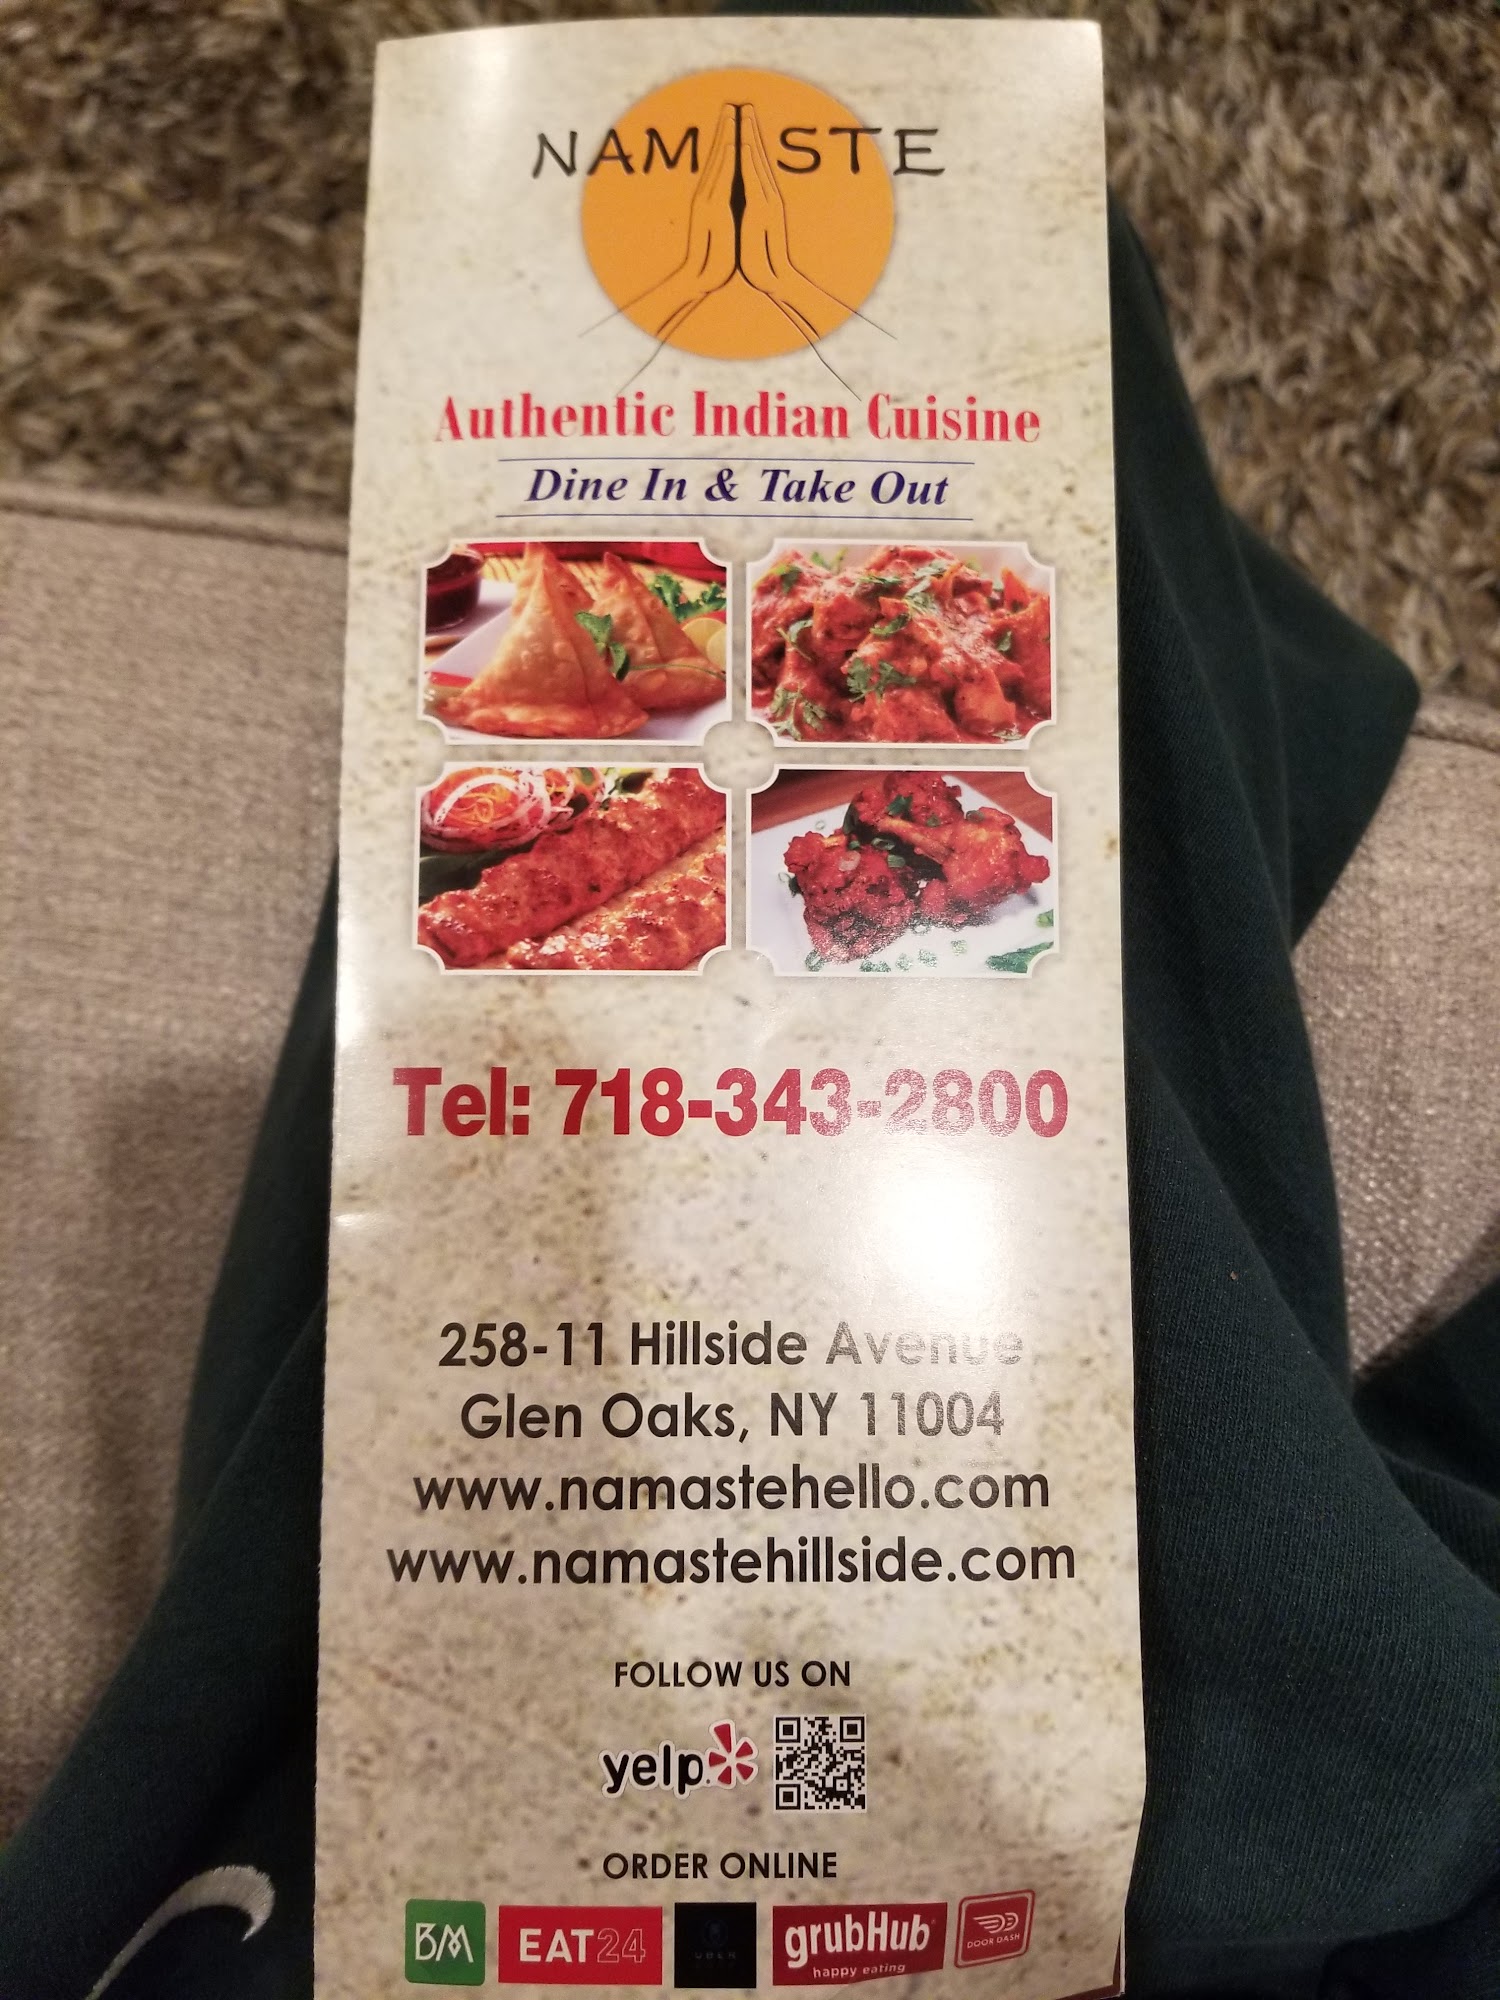 NAMASTE
Authentic Indian Cuisine
Dine In & Take Out
Tel: 718-343-2800
258-11 Hillside Avenue
Glen Oaks, NY 11004
www.namastehello.com
www.namastehillside.com
FOLLOW US ON
yelp
ORDER ONLINE
BM EAT24 UBER grubHub DOOR DASH
happy eating